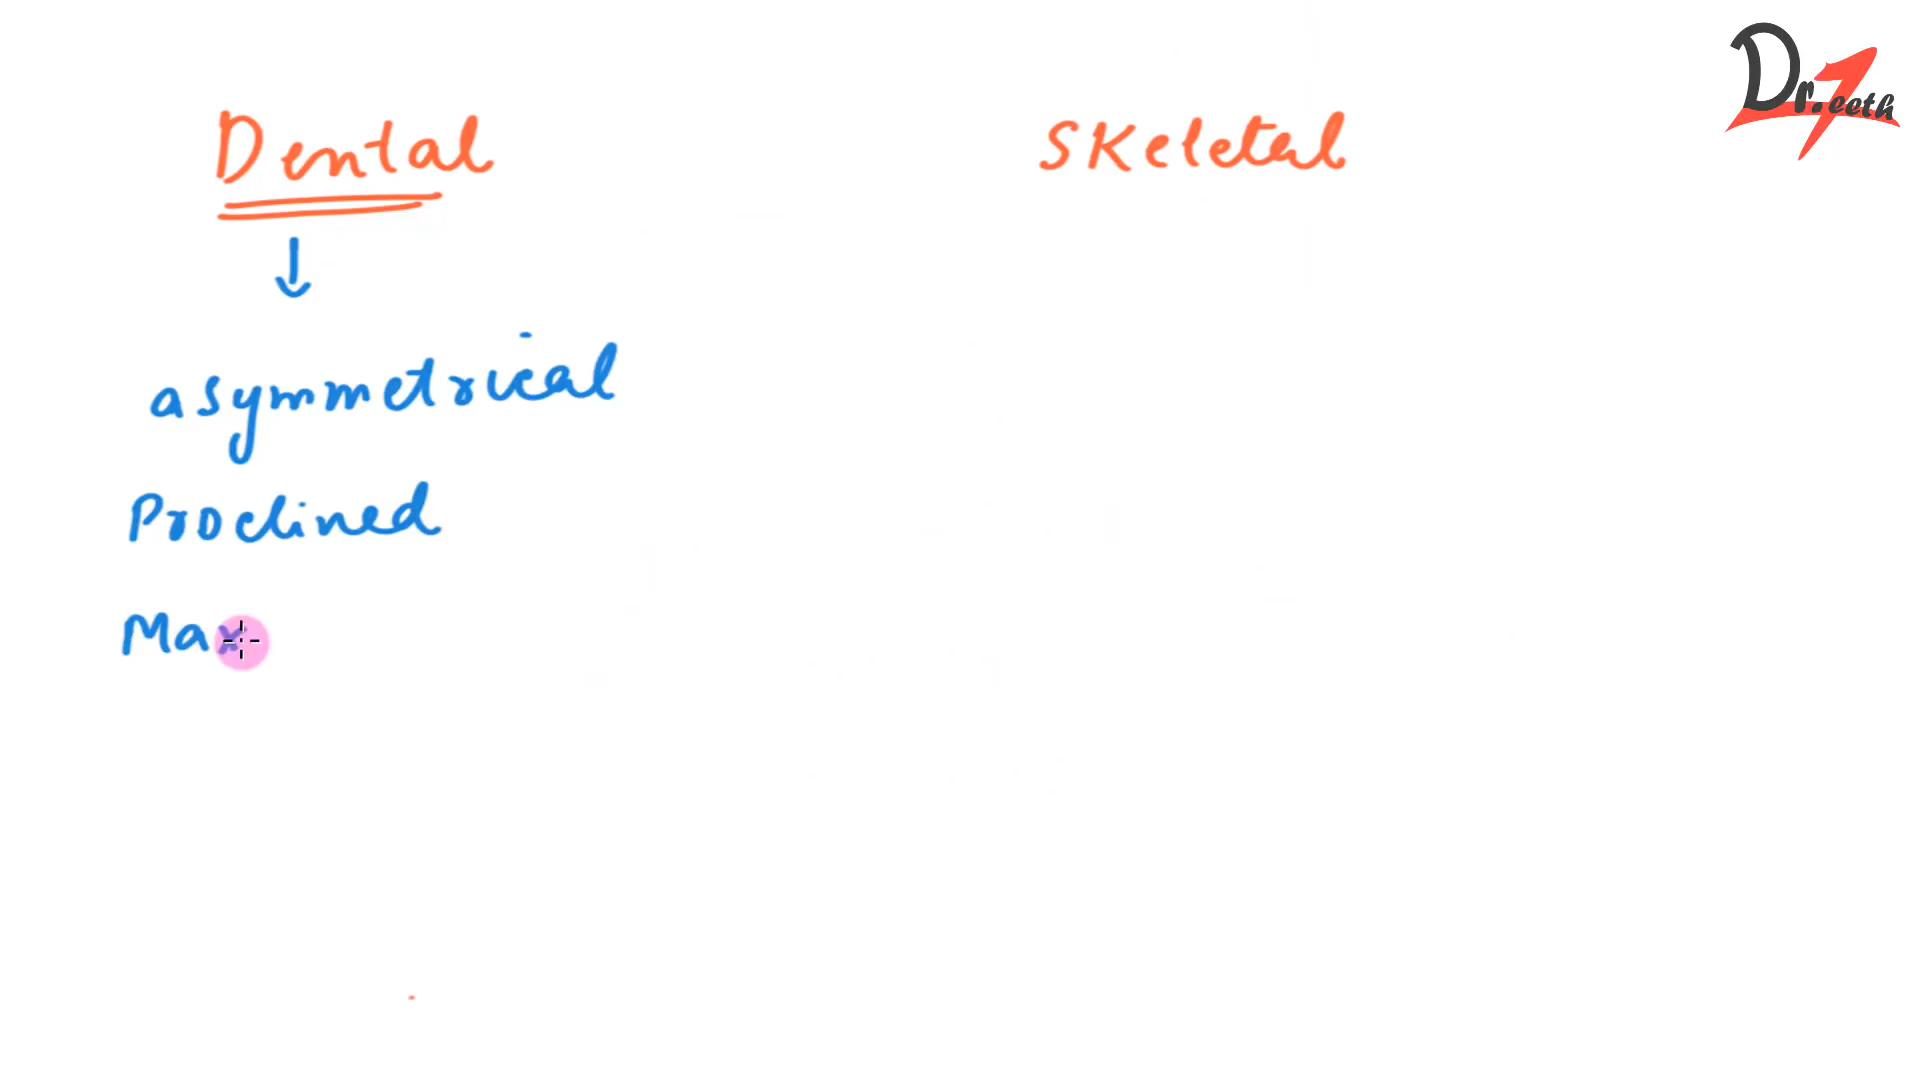 Dental
Skeletal
Dr. Teeth
asymmetrical
Proclined
Max